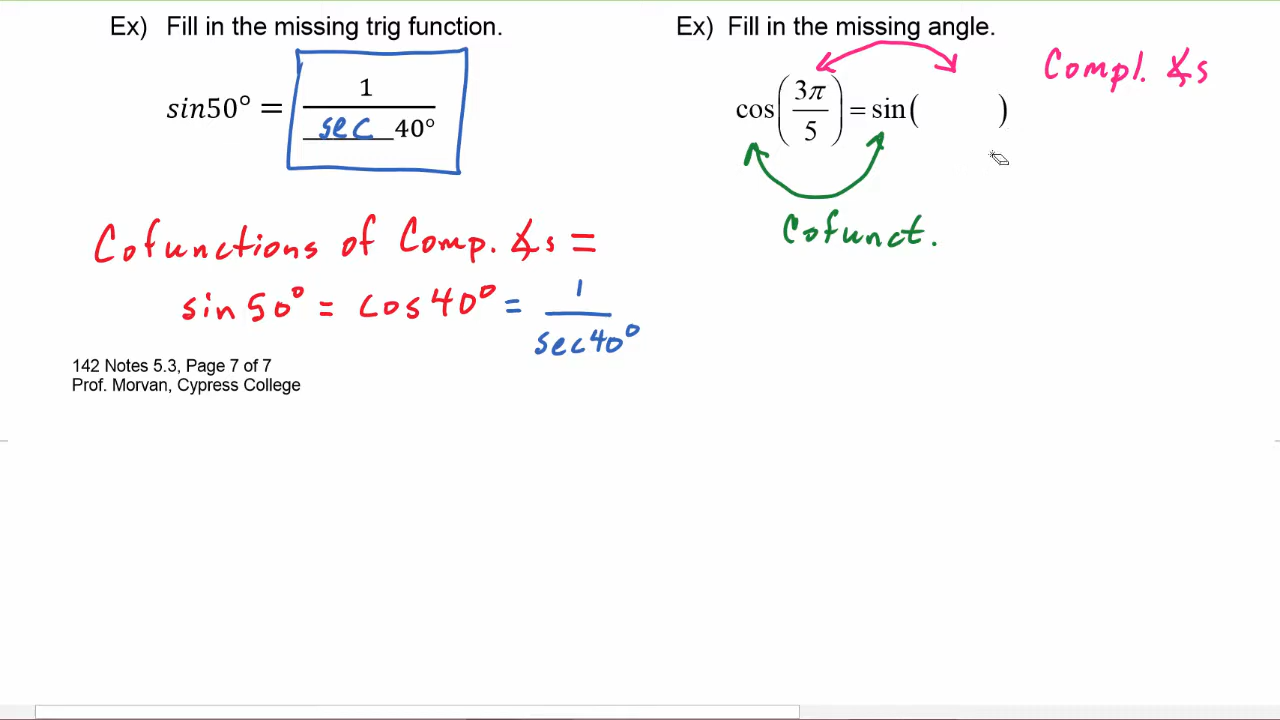 Ex) Fill in the missing trig function.
sin50° = 1 / sec 40°
Cofunctions of Comp. ∡s =
sin 50° = cos 40° = 1 / sec 40°
142 Notes 5.3, Page 7 of 7
Prof. Morvan, Cypress College
Ex) Fill in the missing angle.
Compl. ∡s
cos(3π/5) = sin( )
Cofunct.